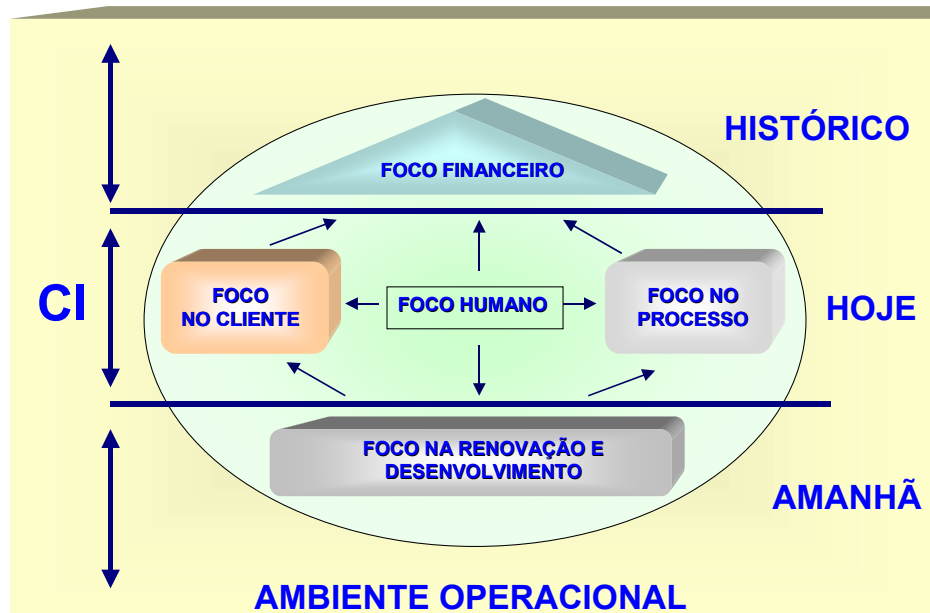 HISTÓRICO
FOCO FINANCEIRO
CI
FOCO
NO CLIENTE
FOCO HUMANO
FOCO NO
PROCESSO
HOJE
FOCO NA RENOVAÇÃO E
DESENVOLVIMENTO
AMANHÃ
AMBIENTE OPERACIONAL